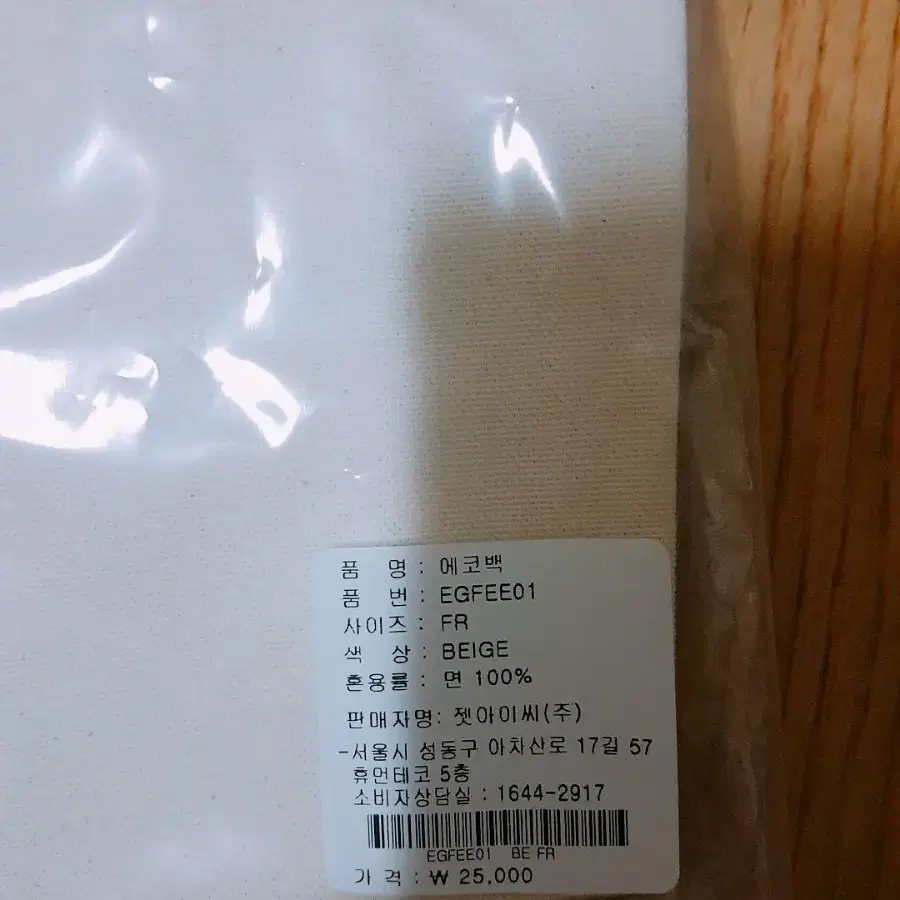 품 명 : 에코백
품 번 : EGFEE01
사이즈 : FR
색 상 : BEIGE
혼용률 : 면 100%
판매자명: 젯아이씨(주)
-서울시 성동구 아차산로 17길 57
휴먼테코 5층
소비자상담실 : 1644-2917
EGFEE01 BE FR
가 격 : ₩ 25,000